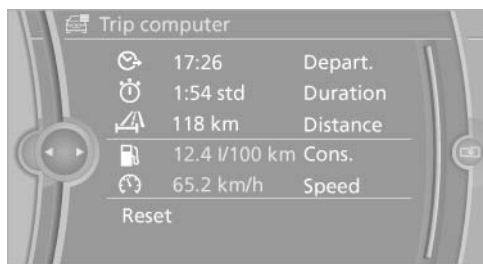 Trip computer
17:26 Depart.
1:54 std Duration
118 km Distance
12.4 l/100 km Cons.
65.2 km/h Speed
Reset